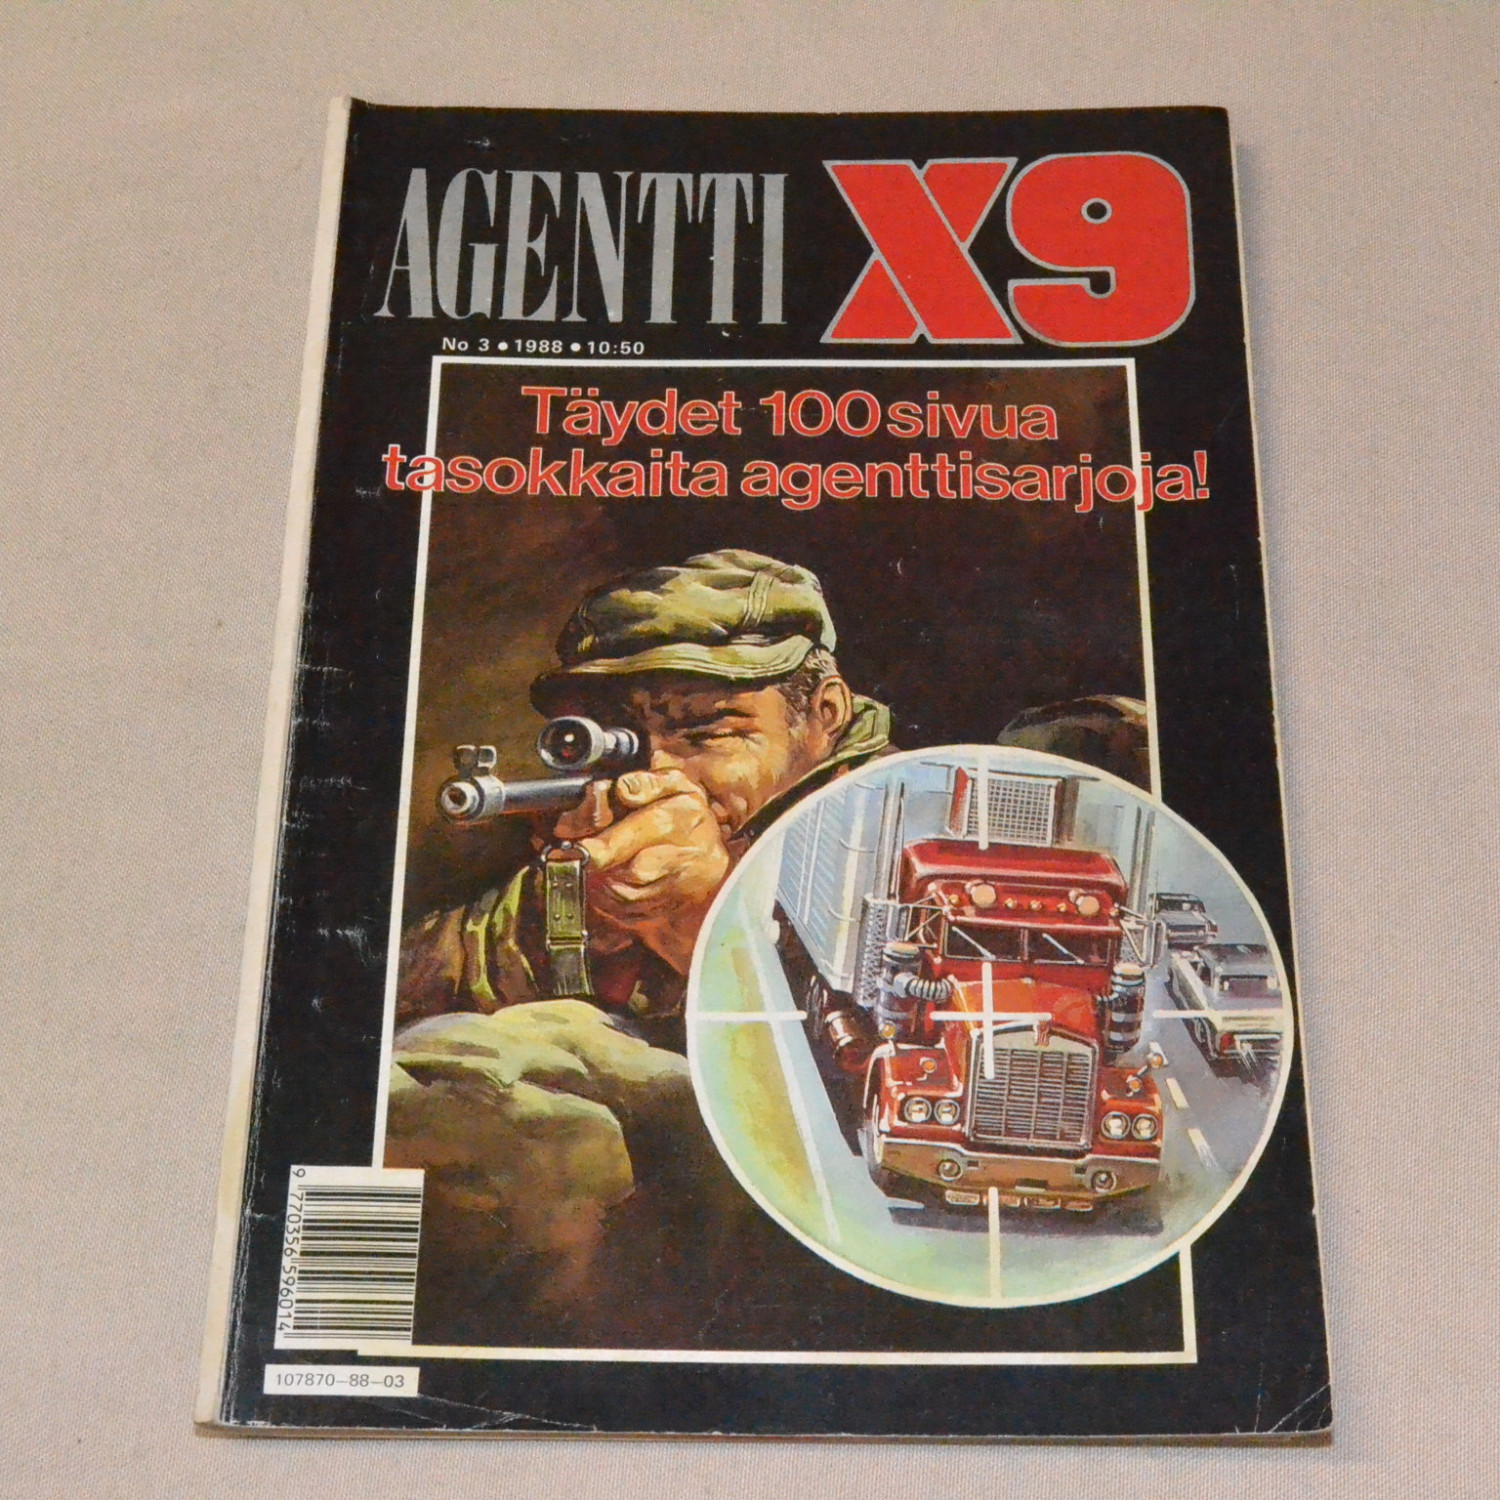 AGENTTI X9
No 3 • 1988 • 10:50
Täydet 100 sivua
tasokkaita agenttisarjoja!
9 770356 596014
107870-88-03